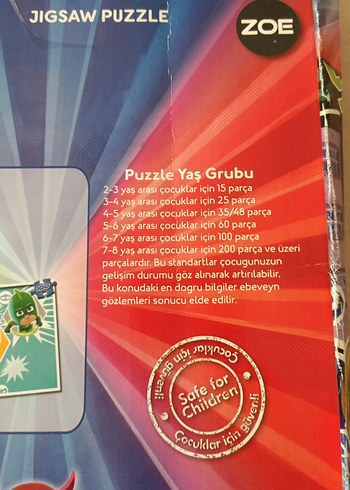 JIGSAW PUZZLE
ZOE
Puzzle Yaş Grubu
2-3 yaş arası çocuklar için 15 parça
3-4 yaş arası çocuklar için 25 parça
4-5 yaş arası çocuklar için 35/48 parça
5-6 yaş arası çocuklar için 60 parça
6-7 yaş arası çocuklar için 100 parça
7-8 yaş arası çocuklar için 200 parça ve üzeri
parçalardır. Bu standartlar çocugunuzun
gelişim durumu göz alınarak artırılabilir.
Bu konudaki en dogru bilgiler ebeveyn
gözlemleri sonucu elde edilir.
Çocuklar için güvenli
Safe for
Children
Çocuklar için güvenli